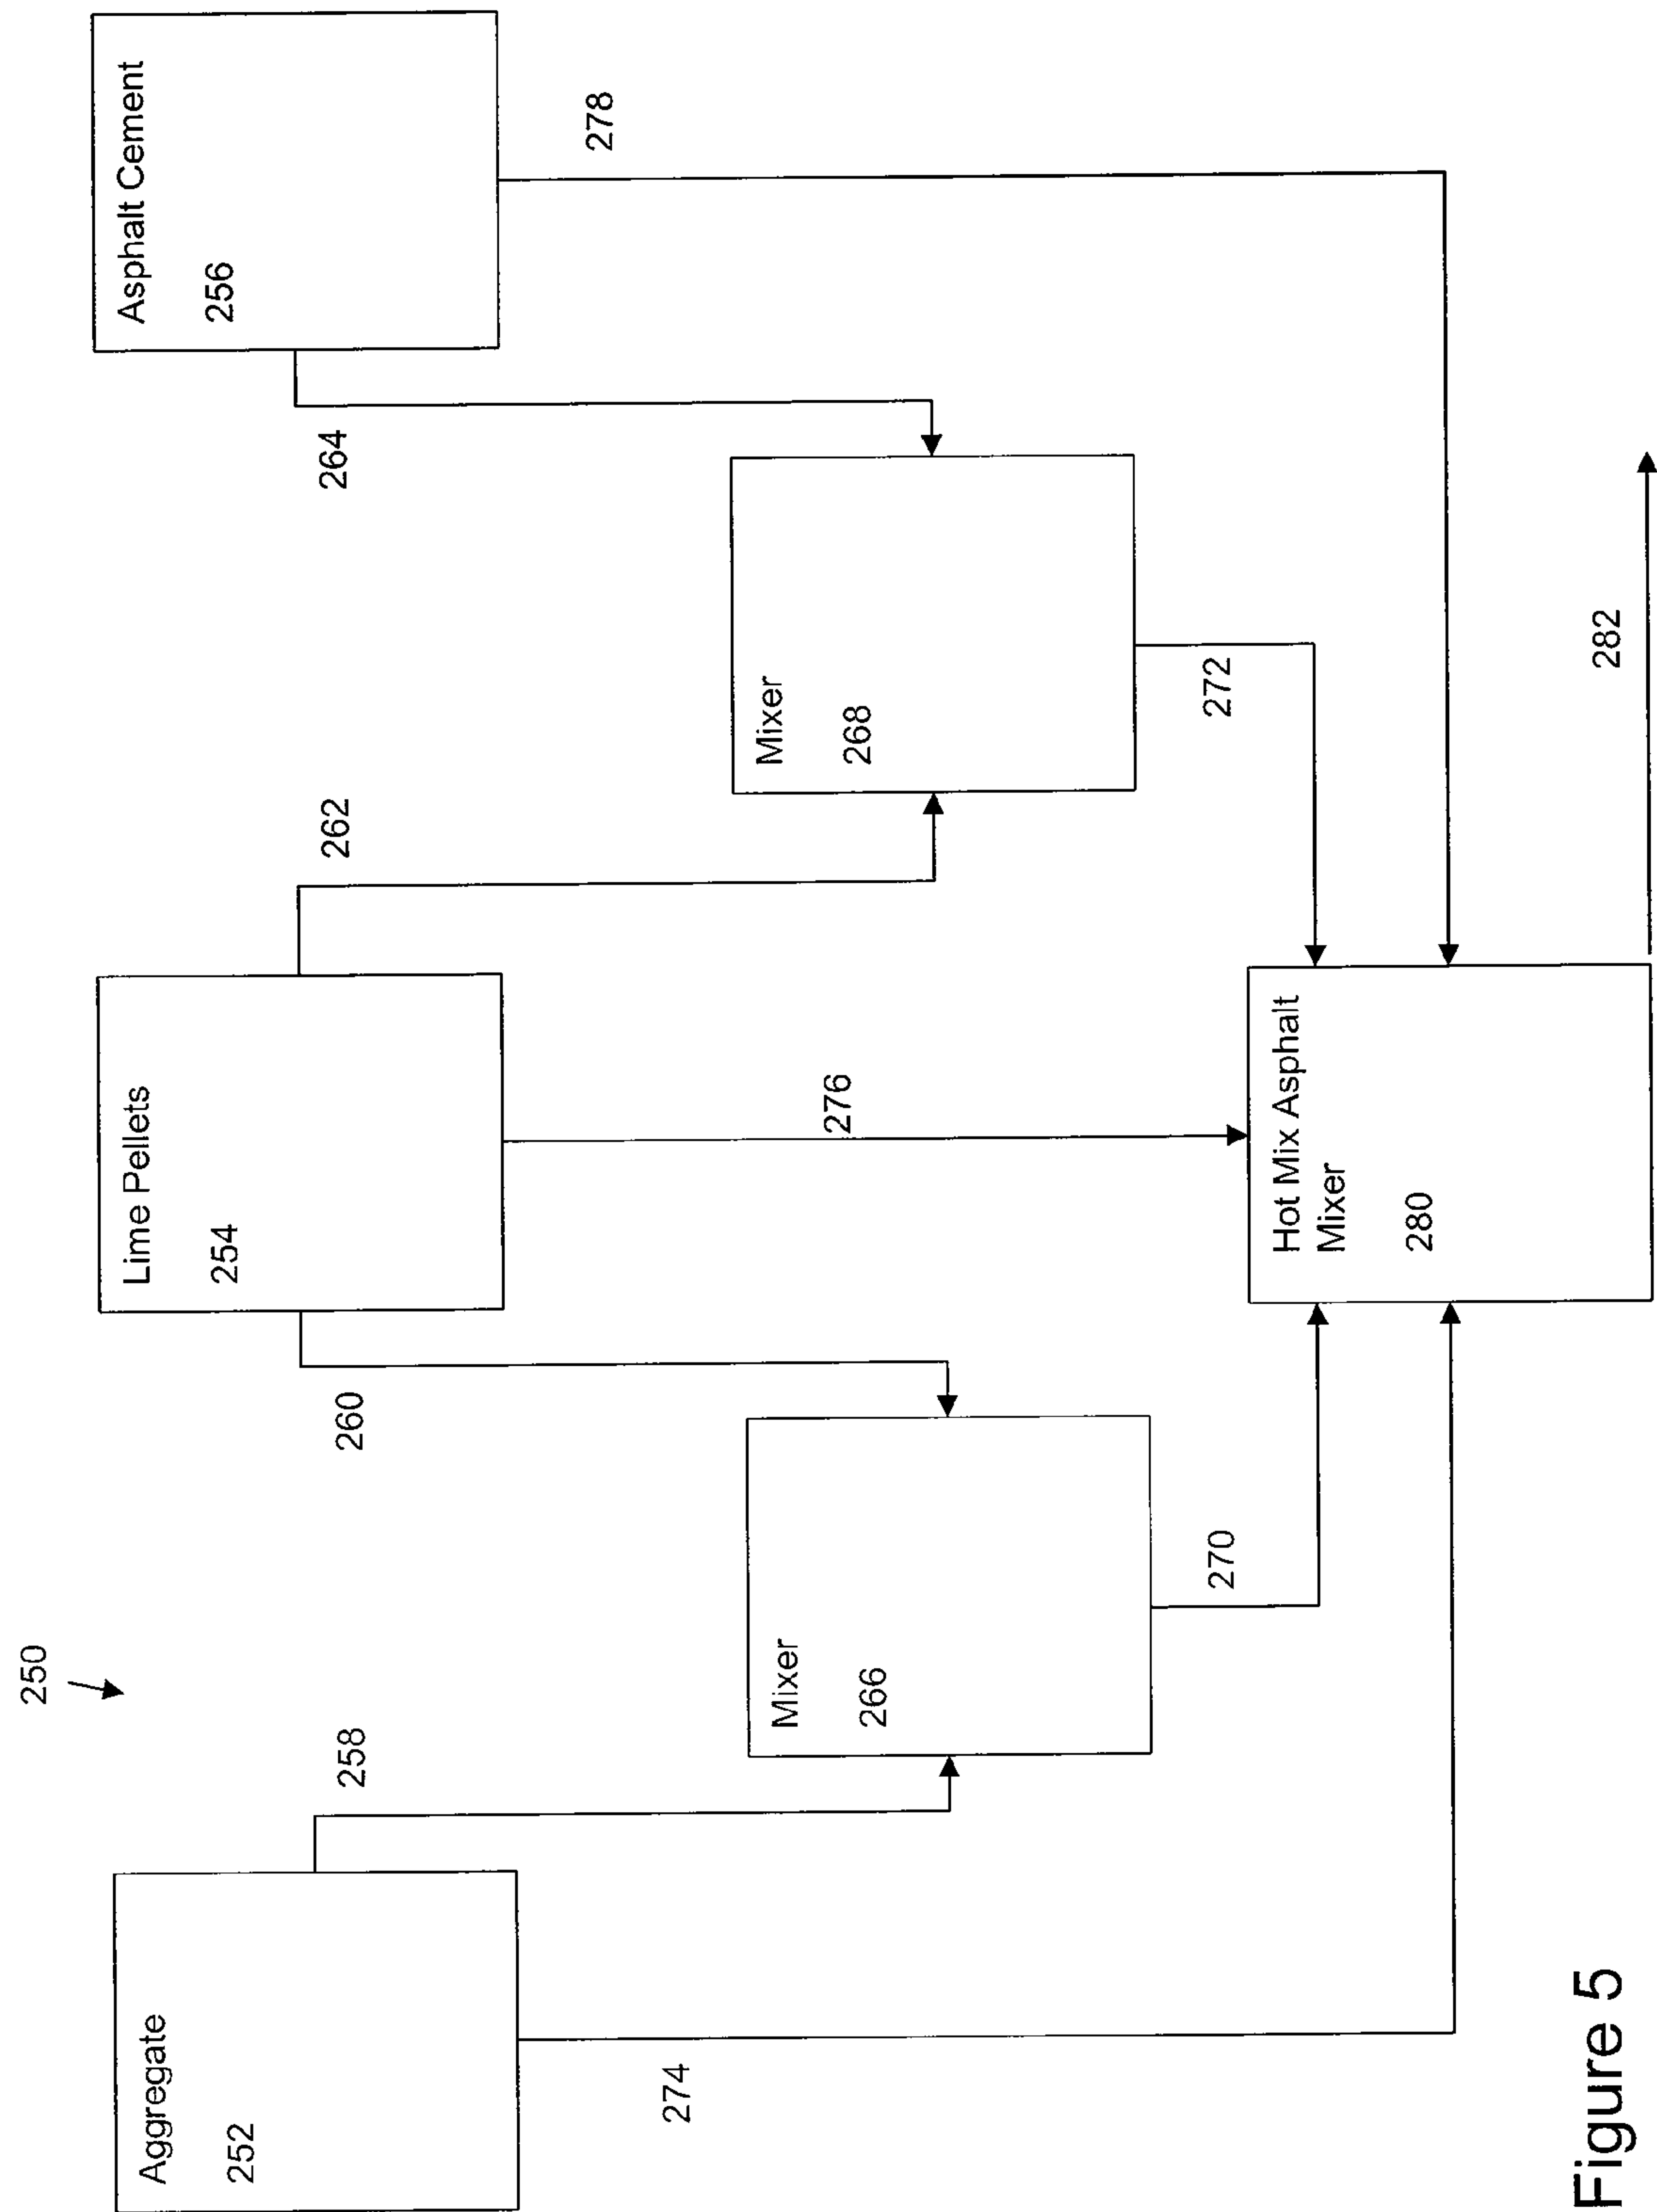 250
Aggregate
252
Lime Pellets
254
Asphalt Cement
256
258
260
262
264
278
274
Mixer
266
276
Mixer
268
270
272
Hot Mix Asphalt
Mixer
280
282
Figure 5